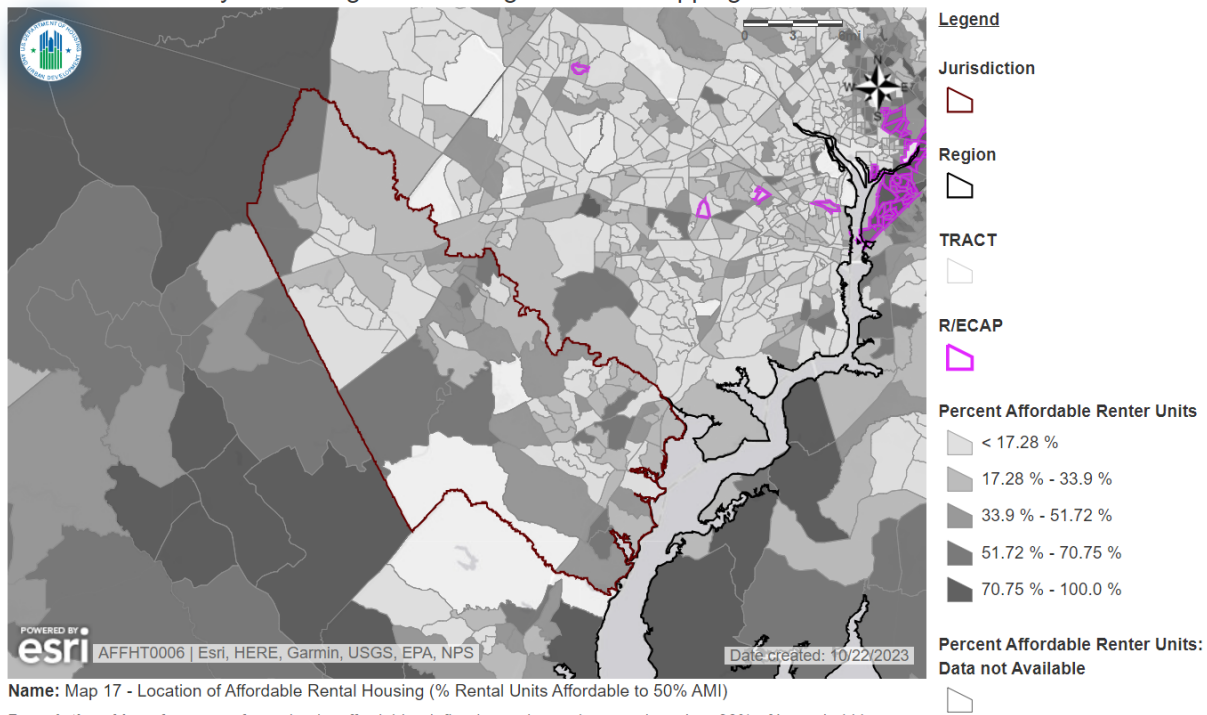 Legend
Jurisdiction
Region
TRACT
R/ECAP
Percent Affordable Renter Units
< 17.28 %
17.28 % - 33.9 %
33.9 % - 51.72 %
51.72 % - 70.75 %
70.75 % - 100.0 %
Percent Affordable Renter Units:
Data not Available
0 3 6mi
N
W E
S
POWERED BY
esri
AFFHT0006 | Esri, HERE, Garmin, USGS, EPA, NPS
Date created: 10/22/2023
Name: Map 17 - Location of Affordable Rental Housing (% Rental Units Affordable to 50% AMI)